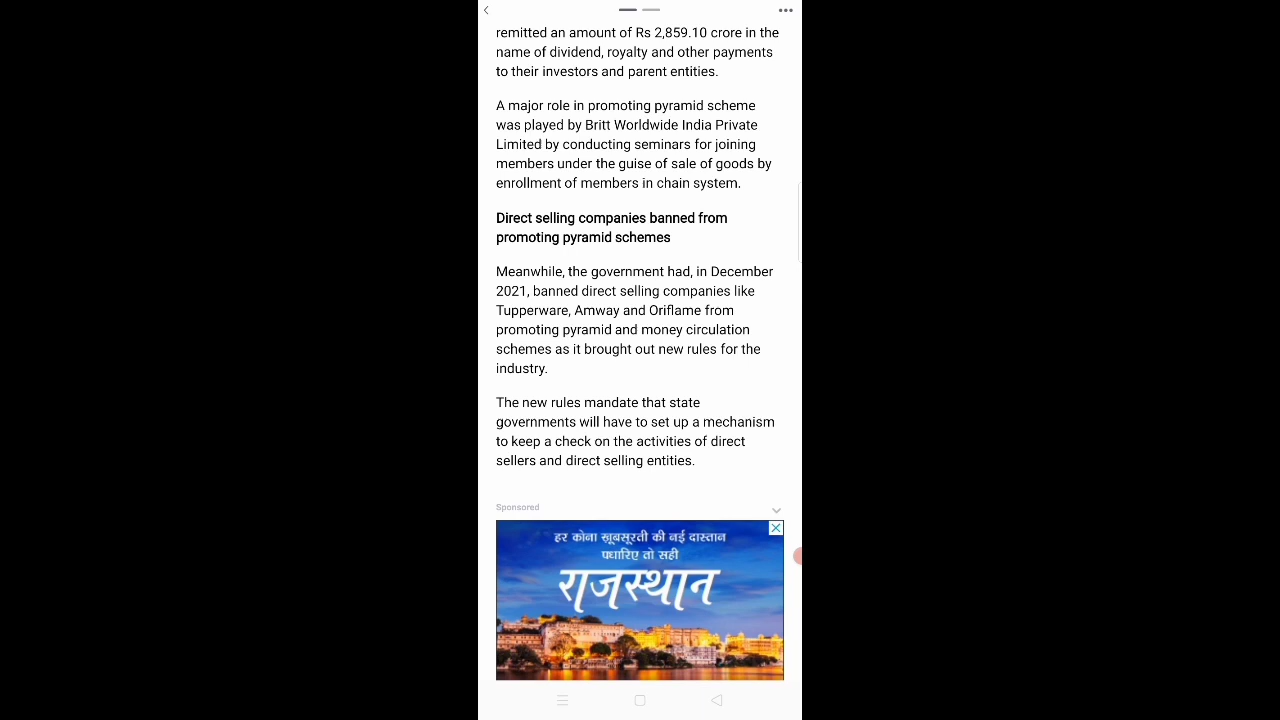 remitted an amount of Rs 2,859.10 crore in the
name of dividend, royalty and other payments
to their investors and parent entities.
A major role in promoting pyramid scheme
was played by Britt Worldwide India Private
Limited by conducting seminars for joining
members under the guise of sale of goods by
enrollment of members in chain system.
Direct selling companies banned from
promoting pyramid schemes
Meanwhile, the government had, in December
2021, banned direct selling companies like
Tupperware, Amway and Oriflame from
promoting pyramid and money circulation
schemes as it brought out new rules for the
industry.
The new rules mandate that state
governments will have to set up a mechanism
to keep a check on the activities of direct
sellers and direct selling entities.
Sponsored
हर कोना ख़ूबसूरती की नई दास्तान
पधारिए तो सही
राजस्थान